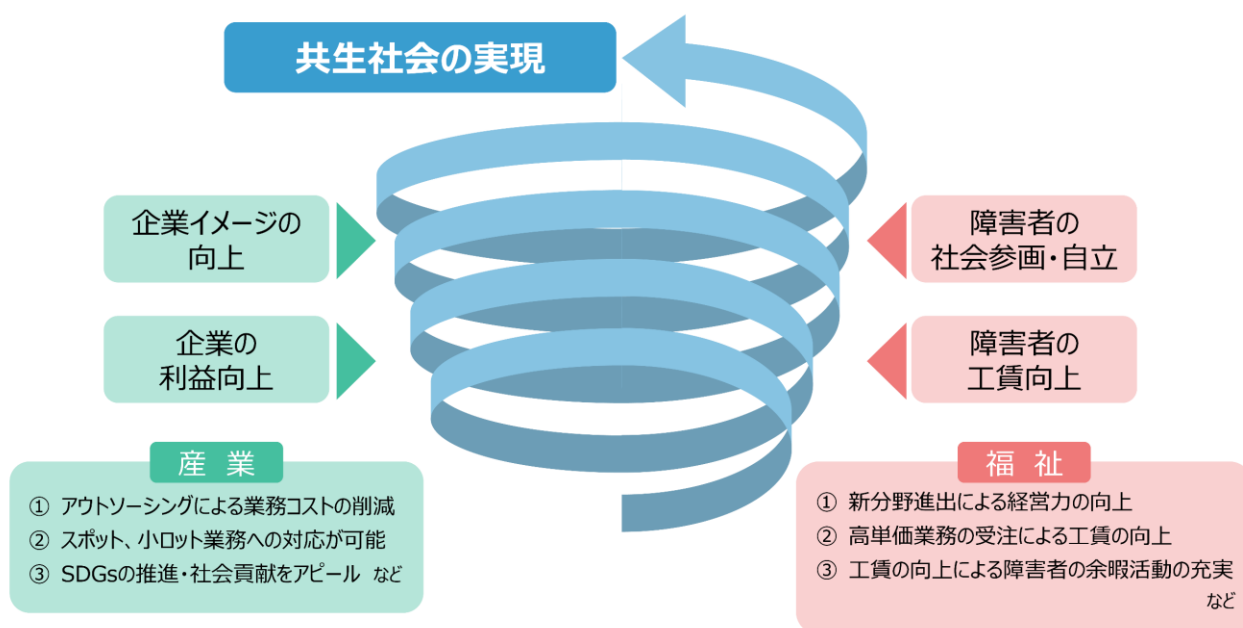 共生社会の実現
企業イメージの
向上
企業の
利益向上
障害者の
社会参画・自立
障害者の
工賃向上
産 業
① アウトソーシングによる業務コストの削減
② スポット、小ロット業務への対応が可能
③ SDGsの推進・社会貢献をアピール など
福 祉
① 新分野進出による経営力の向上
② 高単価業務の受注による工賃の向上
③ 工賃の向上による障害者の余暇活動の充実
など